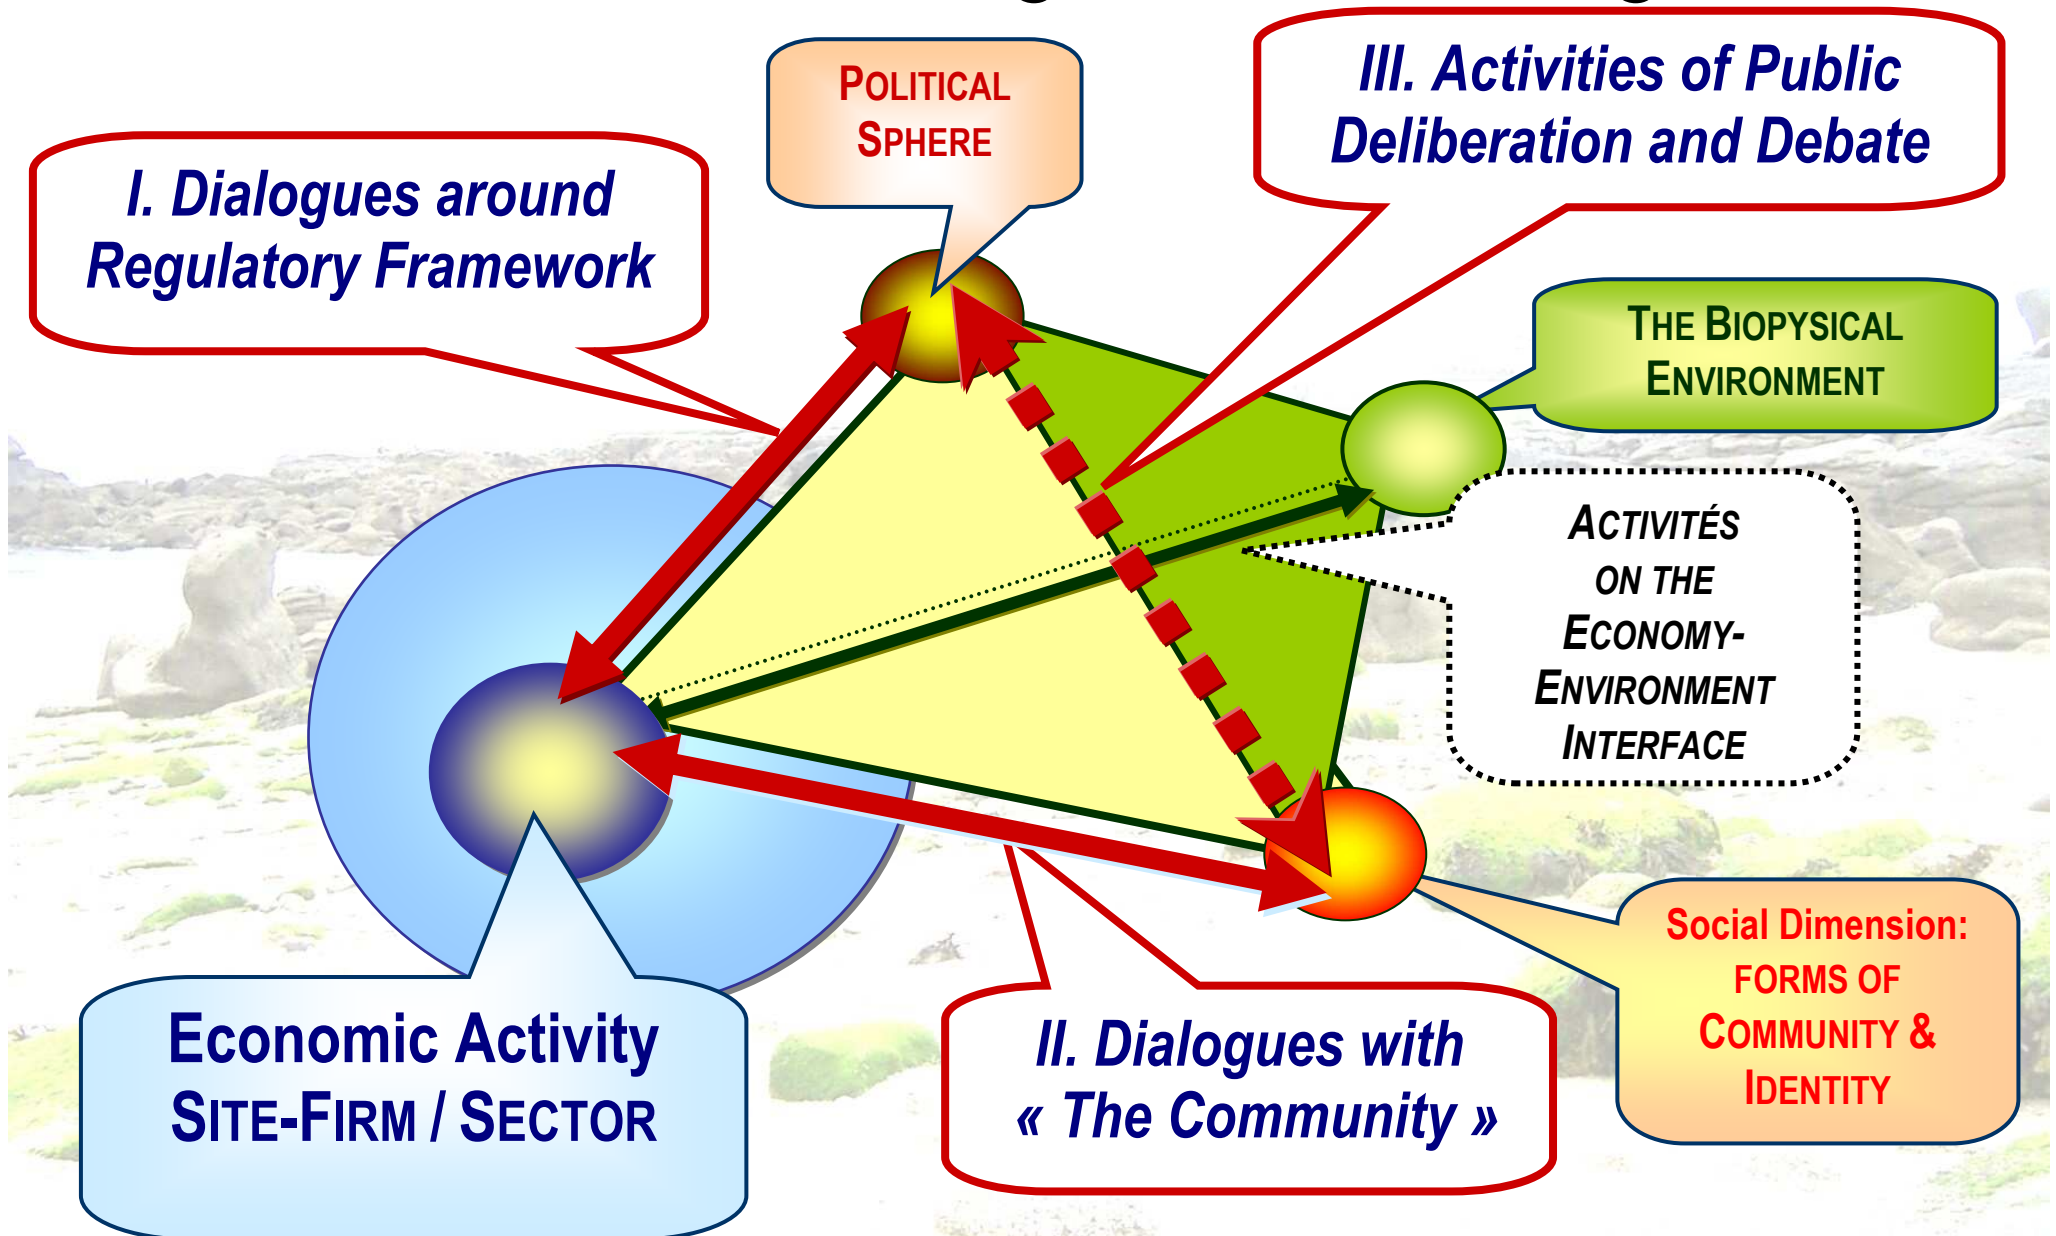 POLITICAL
SPHERE
III. Activities of Public
Deliberation and Debate
I. Dialogues around
Regulatory Framework
THE BIOPYSICAL
ENVIRONMENT
ACTIVITÉS
ON THE
ECONOMY-
ENVIRONMENT
INTERFACE
Social Dimension:
FORMS OF
COMMUNITY &
IDENTITY
Economic Activity
SITE-FIRM / SECTOR
II. Dialogues with
« The Community »